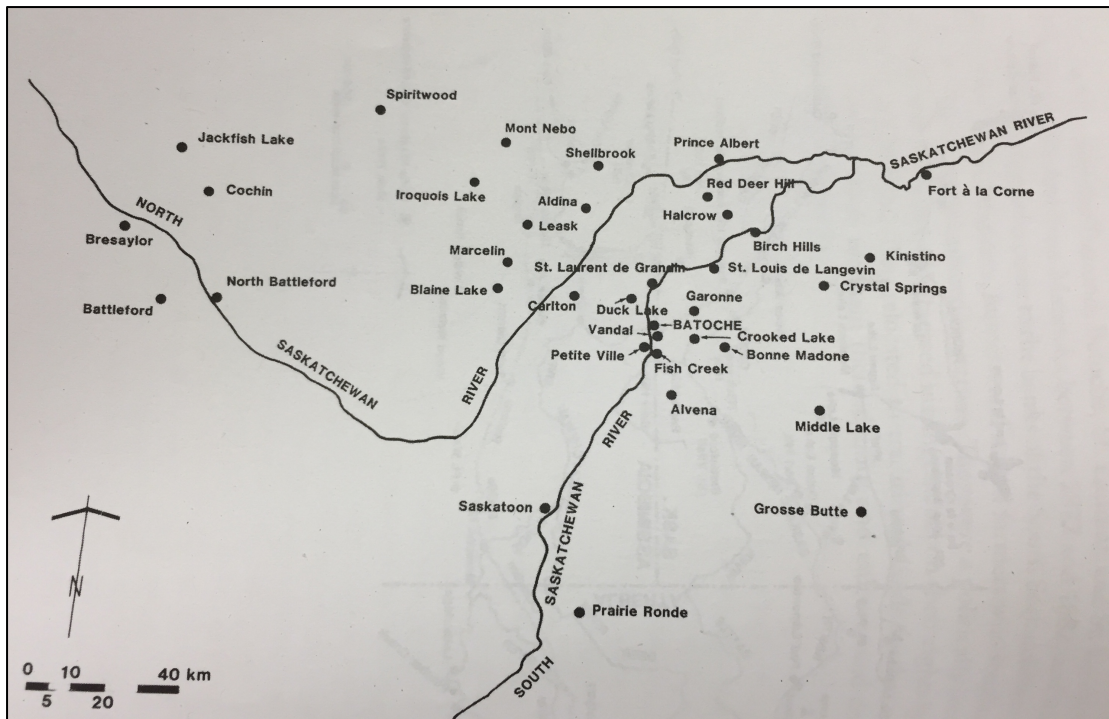 Spiritwood
Jackfish Lake
Mont Nebo
Prince Albert
SASKATCHEWAN RIVER
Shellbrook
Fort à la Corne
Cochin
Iroquois Lake
Red Deer Hill
Aldina
Halcrow
NORTH
Leask
Bresaylor
Birch Hills
Marcelin
Kinistino
St. Laurent de Grandin
St. Louis de Langevin
North Battleford
Blaine Lake
Crystal Springs
Battleford
Carlton
Duck Lake
Garonne
BATOCHE
Vandal
Crooked Lake
Petite Ville
Bonne Madone
Fish Creek
SASKATCHEWAN
RIVER
Alvena
RIVER
Middle Lake
Saskatoon
Grosse Butte
SASKATCHEWAN
N
Prairie Ronde
SOUTH
0 10 40 km
5 20